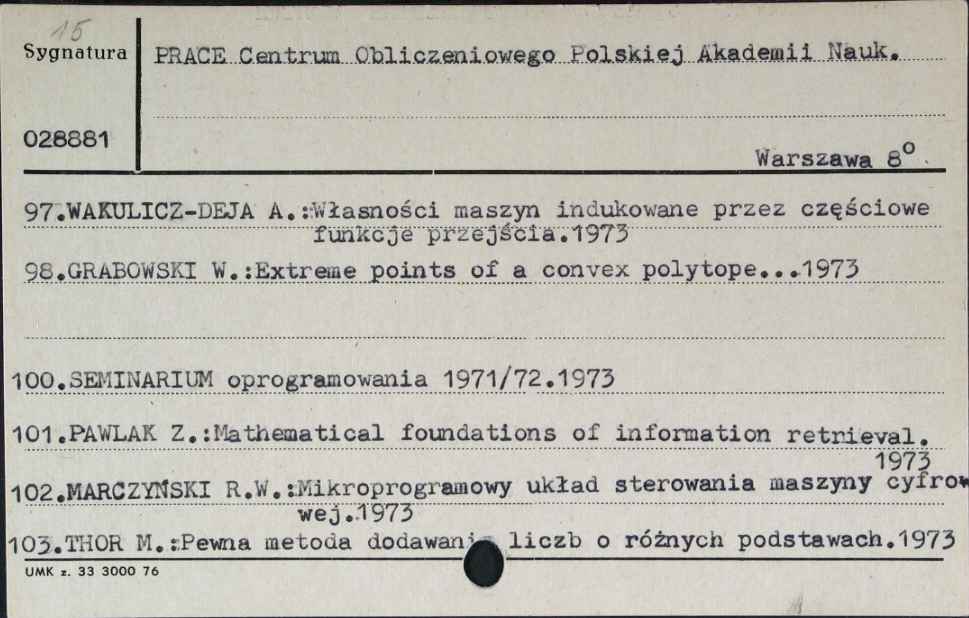 15
Sygnatura
PRACE Centrum Obliczeniowego Polskiej Akademii Nauk.
028881
Warszawa 8°
97.WAKULICZ-DEJA A.:Własności maszyn indukowane przez częściowe
funkcje przejścia.1973
98.GRABOWSKI W.:Extreme points of a convex polytope...1973
100.SEMINARIUM oprogramowania 1971/72.1973
101.PAWLAK Z.:Mathematical foundations of information retrieval.
1973
102.MARCZYŃSKI R.W.:Mikroprogramowy układ sterowania maszyny cyfrow
wej.1973
103.THOR M.:Pewna metoda dodawania liczb o różnych podstawach.1973
UMK z. 33 3000 76